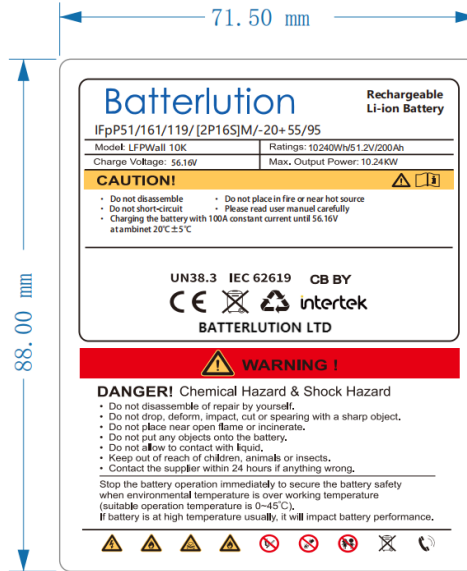 71.50 mm
88.00 mm
Batterlution
Rechargeable
Li-ion Battery
IFpP51/161/119/[2P16S]M/-20+55/95
Model: LFPWall 10K
Ratings: 10240Wh/51.2V/200Ah
Charge Voltage: 56.16V
Max. Output Power: 10.24KW
CAUTION!
• Do not disassemble
• Do not place in fire or near hot source
• Do not short-circuit
• Please read user manual carefully
• Charging the battery with 100A constant current until 56.16V
at ambinet 20℃±5℃
UN38.3 IEC 62619 CB BY
CE intertek
BATTERLUTION LTD
WARNING !
DANGER! Chemical Hazard & Shock Hazard
• Do not disassemble of repair by yourself.
• Do not drop, deform, impact, cut or spearing with a sharp object.
• Do not place near open flame or incinerate.
• Do not put any objects onto the battery.
• Do not allow to contact with liquid.
• Keep out of reach of children, animals or insects.
• Contact the supplier within 24 hours if anything wrong.
Stop the battery operation immediately to secure the battery safety
when environmental temperature is over working temperature
(suitable operation temperature is 0~45℃).
If battery is at high temperature usually, it will impact battery performance.